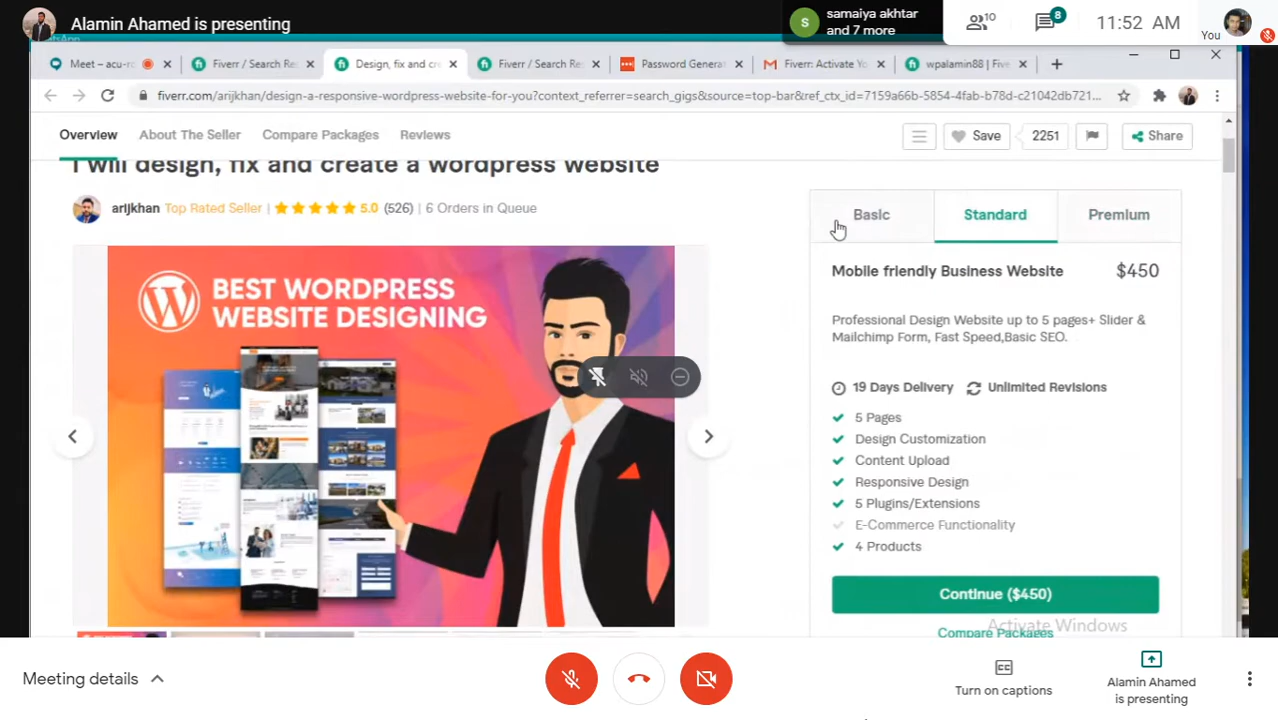 Alamin Ahamed is presenting
S
samaiya akhtar
and 7 more
10
8
11:52 AM
You
Meet – acu-ro
Fiverr / Search Re
Design, fix and cre
Fiverr / Search Re
Password Genera
Fiverr: Activate Yo
wpalamin88 | Five
fiverr.com/arijkhan/design-a-responsive-wordpress-website-for-you?context_referrer=search_gigs&source=top-bar&ref_ctx_id=7159a66b-5854-4fab-b78d-c21042db721...
Overview
About The Seller
Compare Packages
Reviews
Save
2251
Share
I will design, fix and create a wordpress website
arijkhan Top Rated Seller | 5.0 (526) | 6 Orders in Queue
BEST WORDPRESS
WEBSITE DESIGNING
Basic
Standard
Premium
Mobile friendly Business Website $450
Professional Design Website up to 5 pages+ Slider &
Mailchimp Form, Fast Speed,Basic SEO.
19 Days Delivery
Unlimited Revisions
5 Pages
Design Customization
Content Upload
Responsive Design
5 Plugins/Extensions
E-Commerce Functionality
4 Products
Continue ($450)
Activate Windows
Compare Packages
Meeting details
Turn on captions
Alamin Ahamed
is presenting